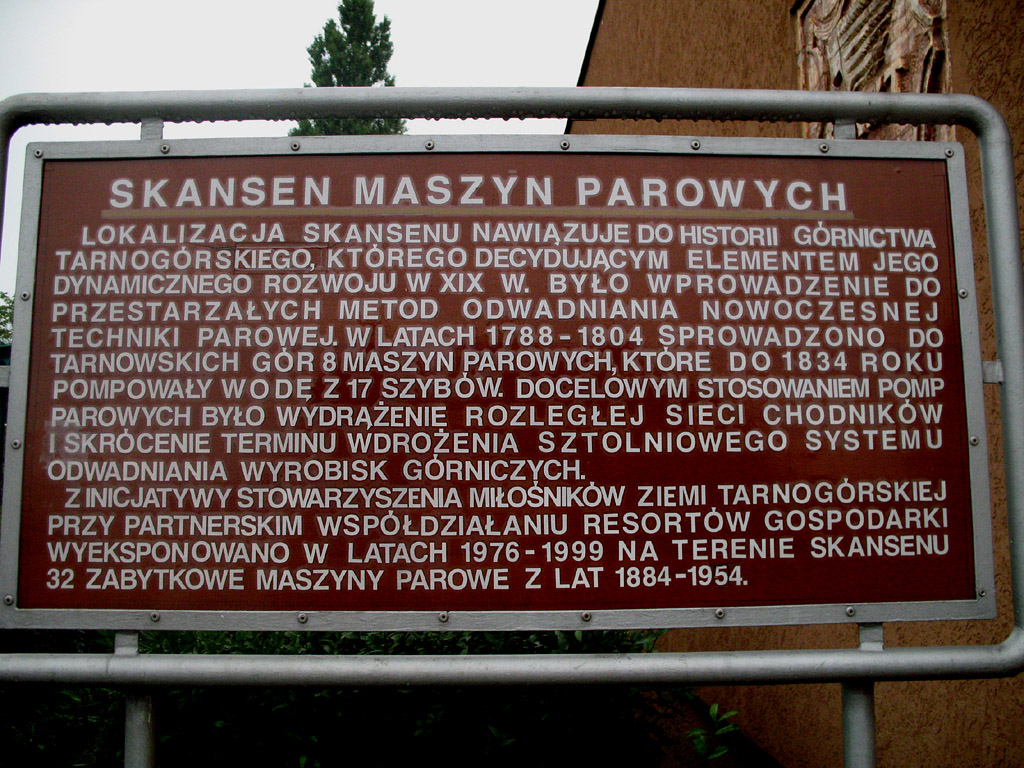 SKANSEN MASZYN PAROWYCH
LOKALIZACJA SKANSENU NAWIĄZUJE DO HISTORII GÓRNICTWA
TARNOGÓRSKIEGO, KTÓREGO DECYDUJĄCYM ELEMENTEM JEGO
DYNAMICZNEGO ROZWOJU W XIX W. BYŁO WPROWADZENIE DO
PRZESTARZAŁYCH METOD ODWADNIANIA NOWOCZESNEJ
TECHNIKI PAROWEJ. W LATACH 1788-1804 SPROWADZONO DO
TARNOWSKICH GÓR 8 MASZYN PAROWYCH, KTÓRE DO 1834 ROKU
POMPOWAŁY WODĘ Z 17 SZYBÓW. DOCELOWYM STOSOWANIEM POMP
PAROWYCH BYŁO WYDRĄŻENIE ROZLEGŁEJ SIECI CHODNIKÓW
I SKRÓCENIE TERMINU WDROŻENIA SZTOLNIOWEGO SYSTEMU
ODWADNIANIA WYROBISK GÓRNICZYCH.
Z INICJATYWY STOWARZYSZENIA MIŁOŚNIKÓW ZIEMI TARNOGÓRSKIEJ
PRZY PARTNERSKIM WSPÓŁDZIAŁANIU RESORTÓW GOSPODARKI
WYEKSPONOWANO W LATACH 1976-1999 NA TERENIE SKANSENU
32 ZABYTKOWE MASZYNY PAROWE Z LAT 1884-1954.